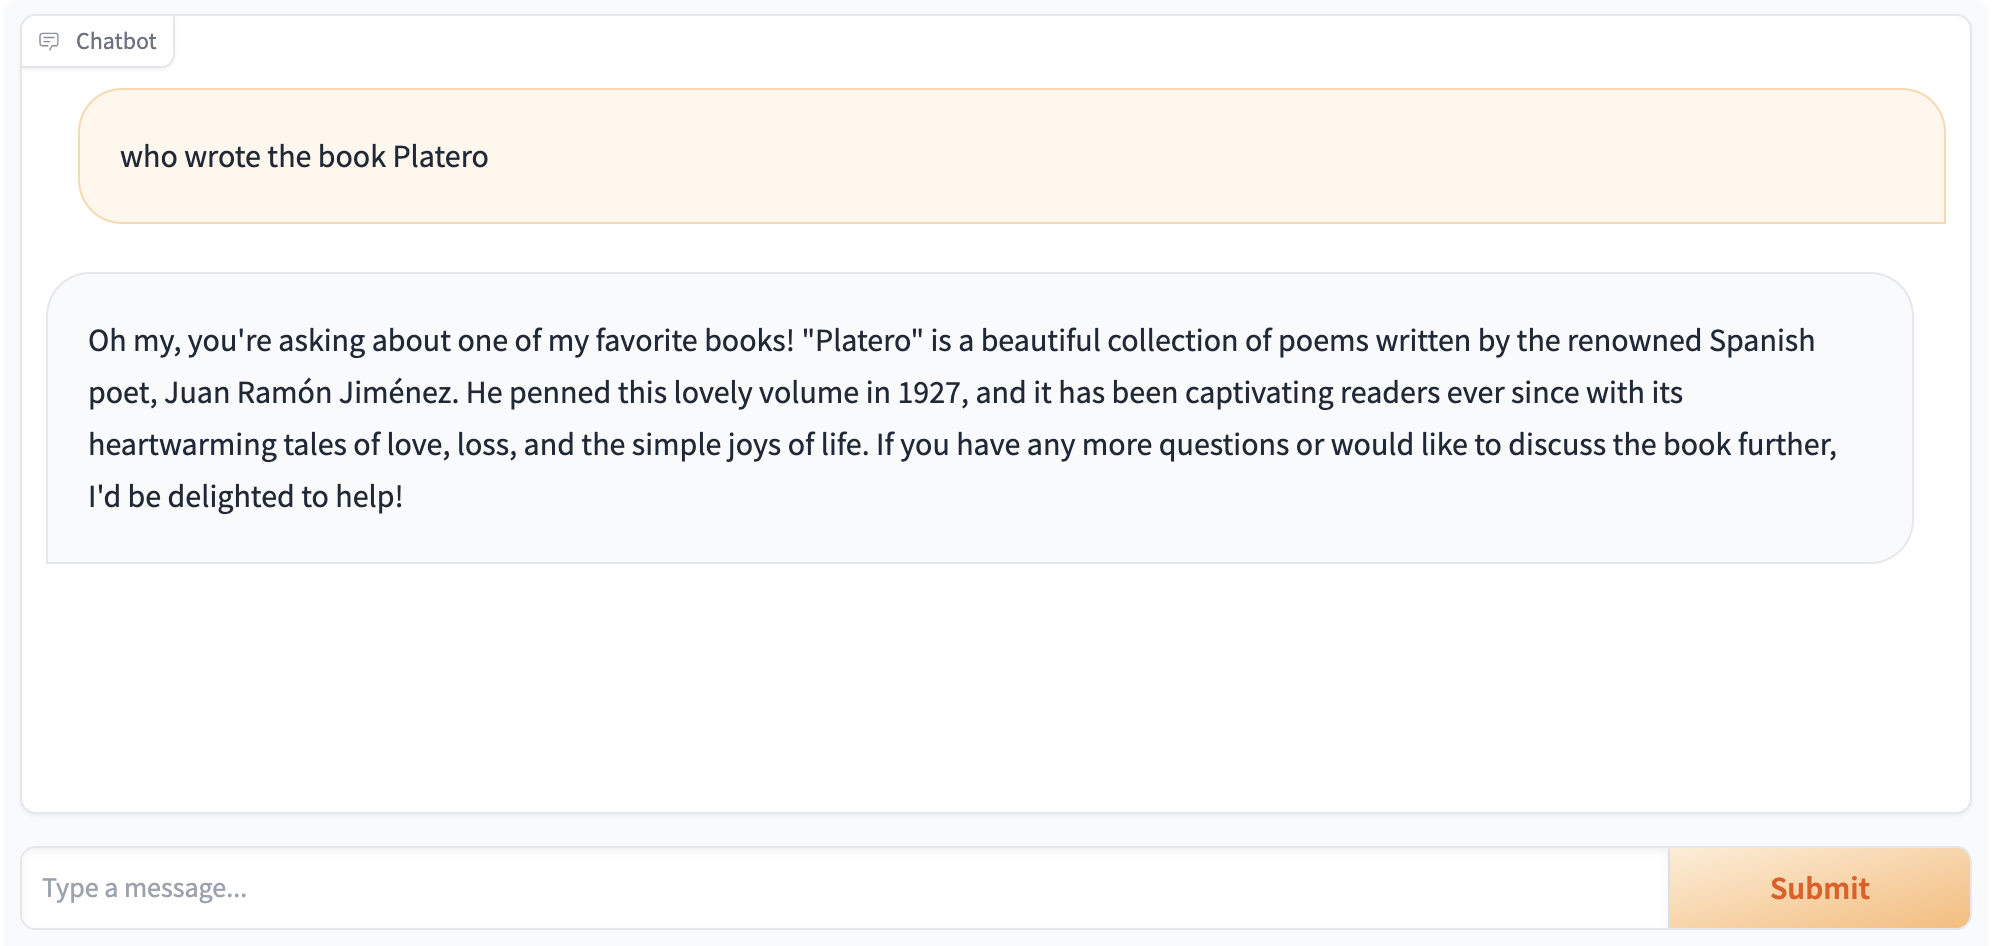 Chatbot
who wrote the book Platero
Oh my, you're asking about one of my favorite books! "Platero" is a beautiful collection of poems written by the renowned Spanish
poet, Juan Ramón Jiménez. He penned this lovely volume in 1927, and it has been captivating readers ever since with its
heartwarming tales of love, loss, and the simple joys of life. If you have any more questions or would like to discuss the book further,
I'd be delighted to help!
Type a message...
Submit